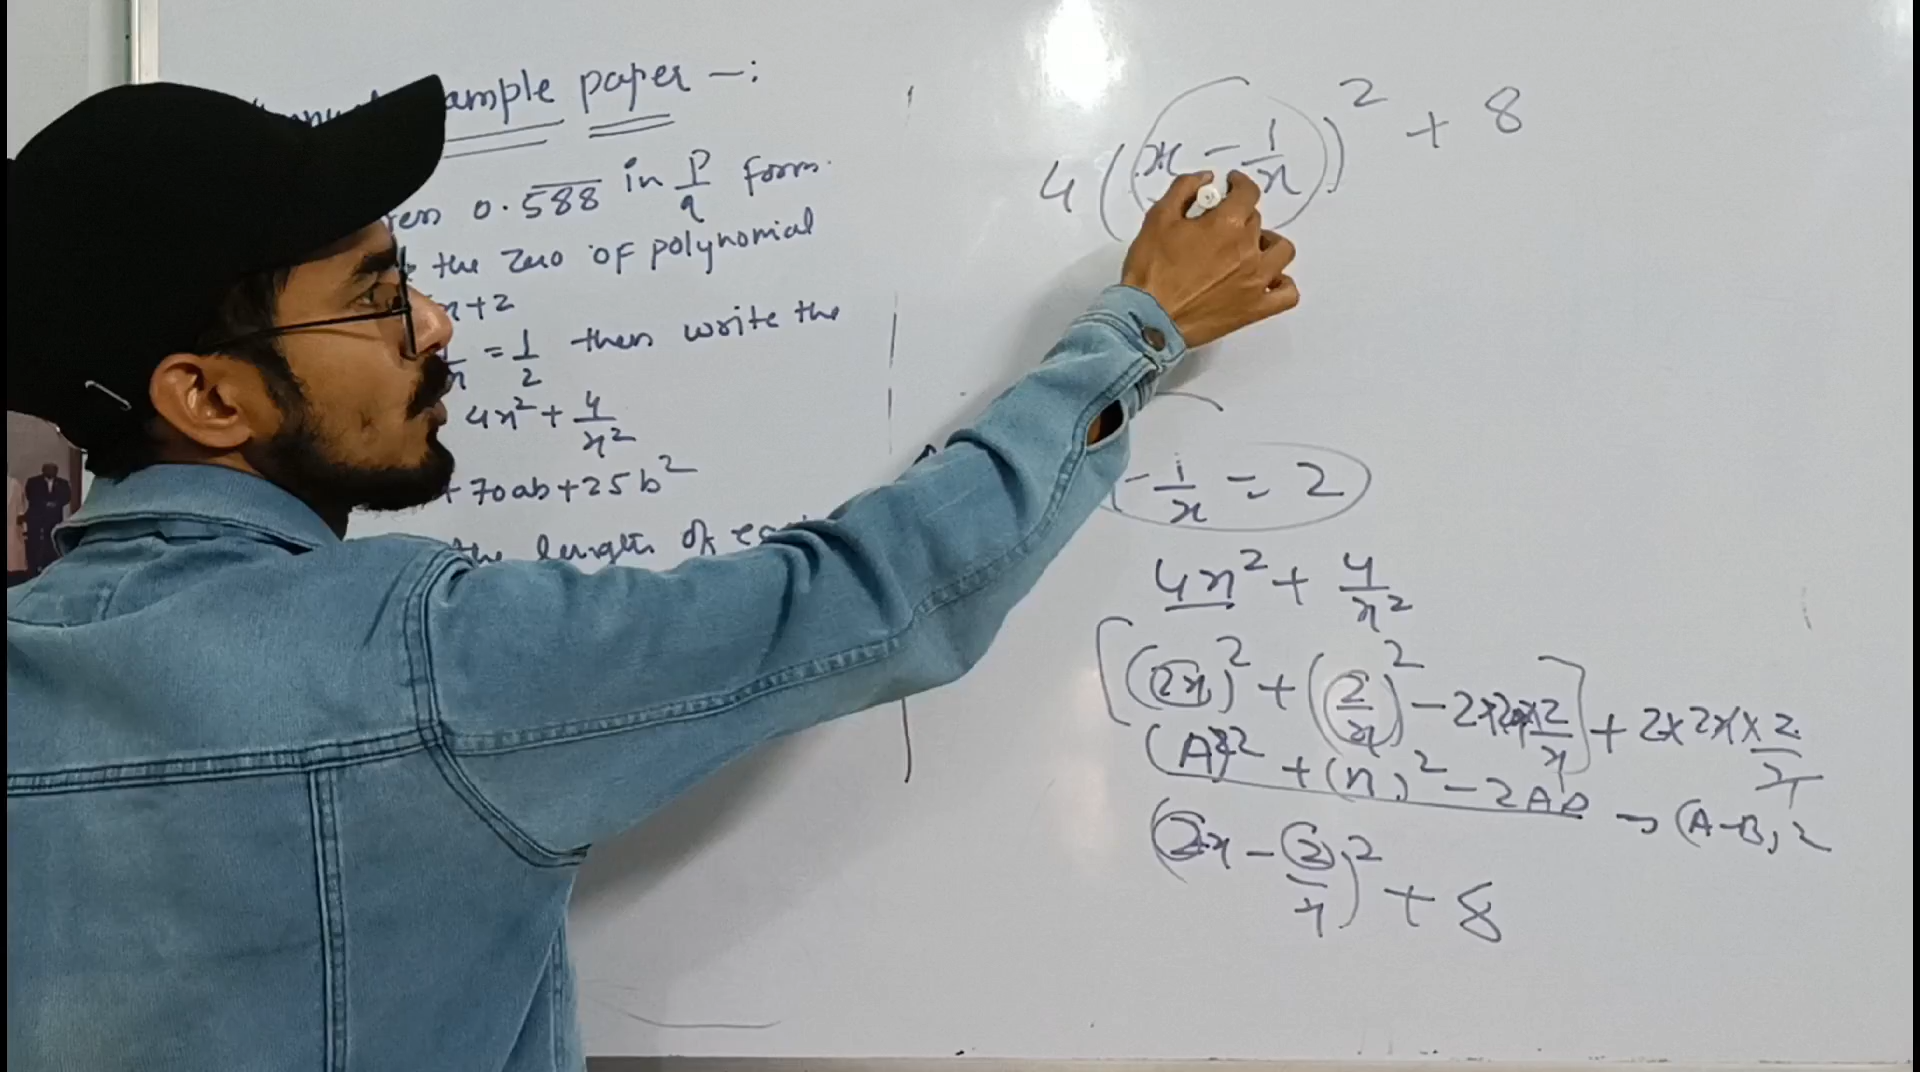 ample paper -:
0.588 in P/q form.
the zero of polynomial
x+2
= 1/2 then write the
4x² + 4/x²
+ 70ab + 25b²
the length of
4(x - 1/x)² + 8
- 1/x = 2
4x² + 4/x²
[(2x)² + (2/x)² - 2×2x×2/x] + 2×2x×2/x
(A)² + (B)² - 2AB → (A-B)²
(2x - 2/x)² + 8